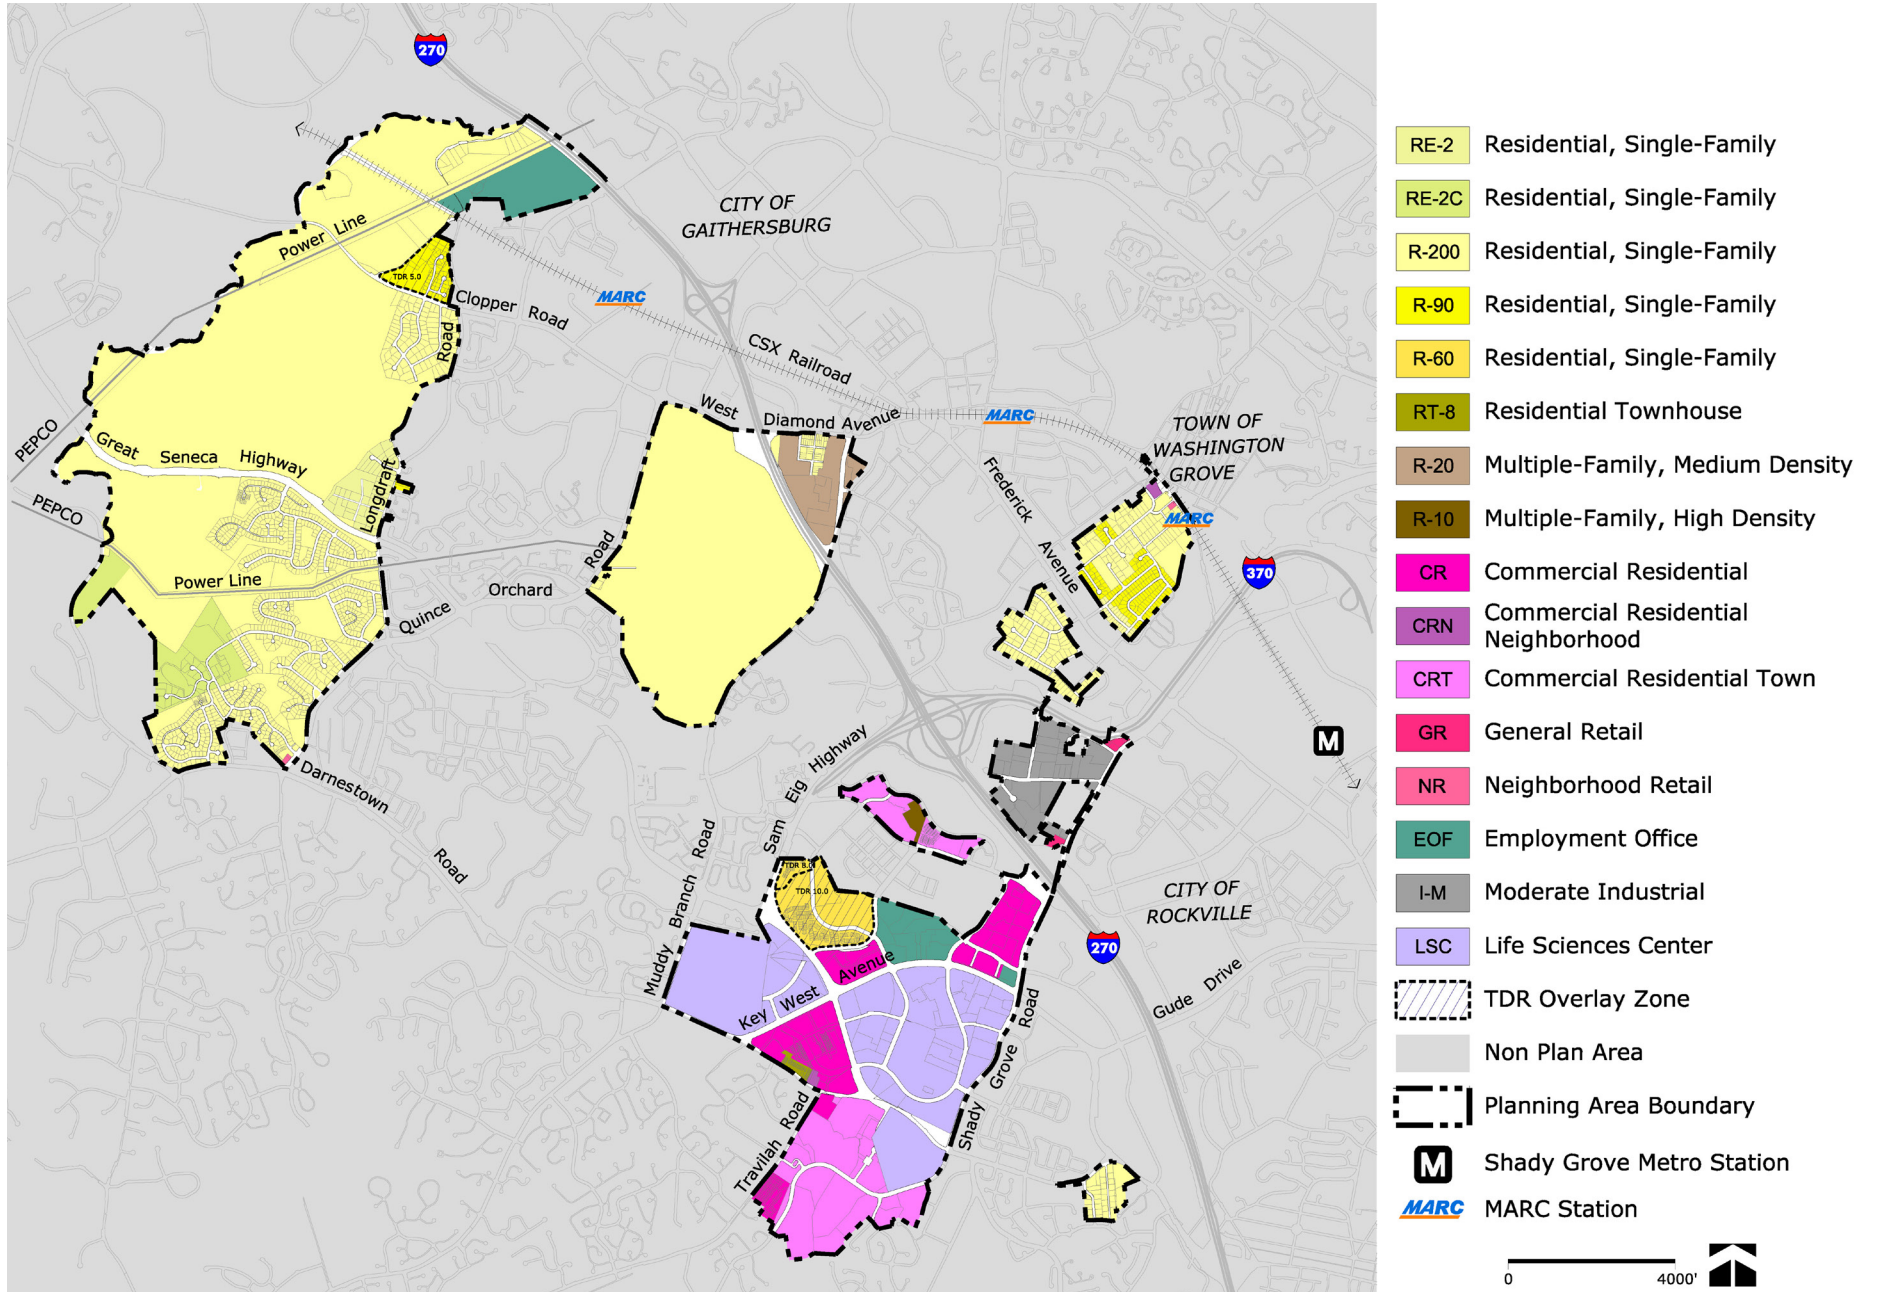 270
CITY OF
GAITHERSBURG
Power Line
TDR 5.0
Clopper Road
MARC
Road
CSX Railroad
West Diamond Avenue
MARC
TOWN OF
WASHINGTON
GROVE
PEPCO
Great Seneca Highway
Longdraft
PEPCO
Frederick
Avenue
MARC
370
Power Line
Quince Orchard Road
M
Darnestown
Road
Sam Eig Highway
Muddy Branch Road
TDR 8.0
TDR 10.0
CITY OF
ROCKVILLE
270
Key West Avenue
Gude Drive
Shady Grove Road
Travilah Road
RE-2 Residential, Single-Family
RE-2C Residential, Single-Family
R-200 Residential, Single-Family
R-90 Residential, Single-Family
R-60 Residential, Single-Family
RT-8 Residential Townhouse
R-20 Multiple-Family, Medium Density
R-10 Multiple-Family, High Density
CR Commercial Residential
CRN Commercial Residential
Neighborhood
CRT Commercial Residential Town
GR General Retail
NR Neighborhood Retail
EOF Employment Office
I-M Moderate Industrial
LSC Life Sciences Center
TDR Overlay Zone
Non Plan Area
Planning Area Boundary
M Shady Grove Metro Station
MARC MARC Station
0 4000'